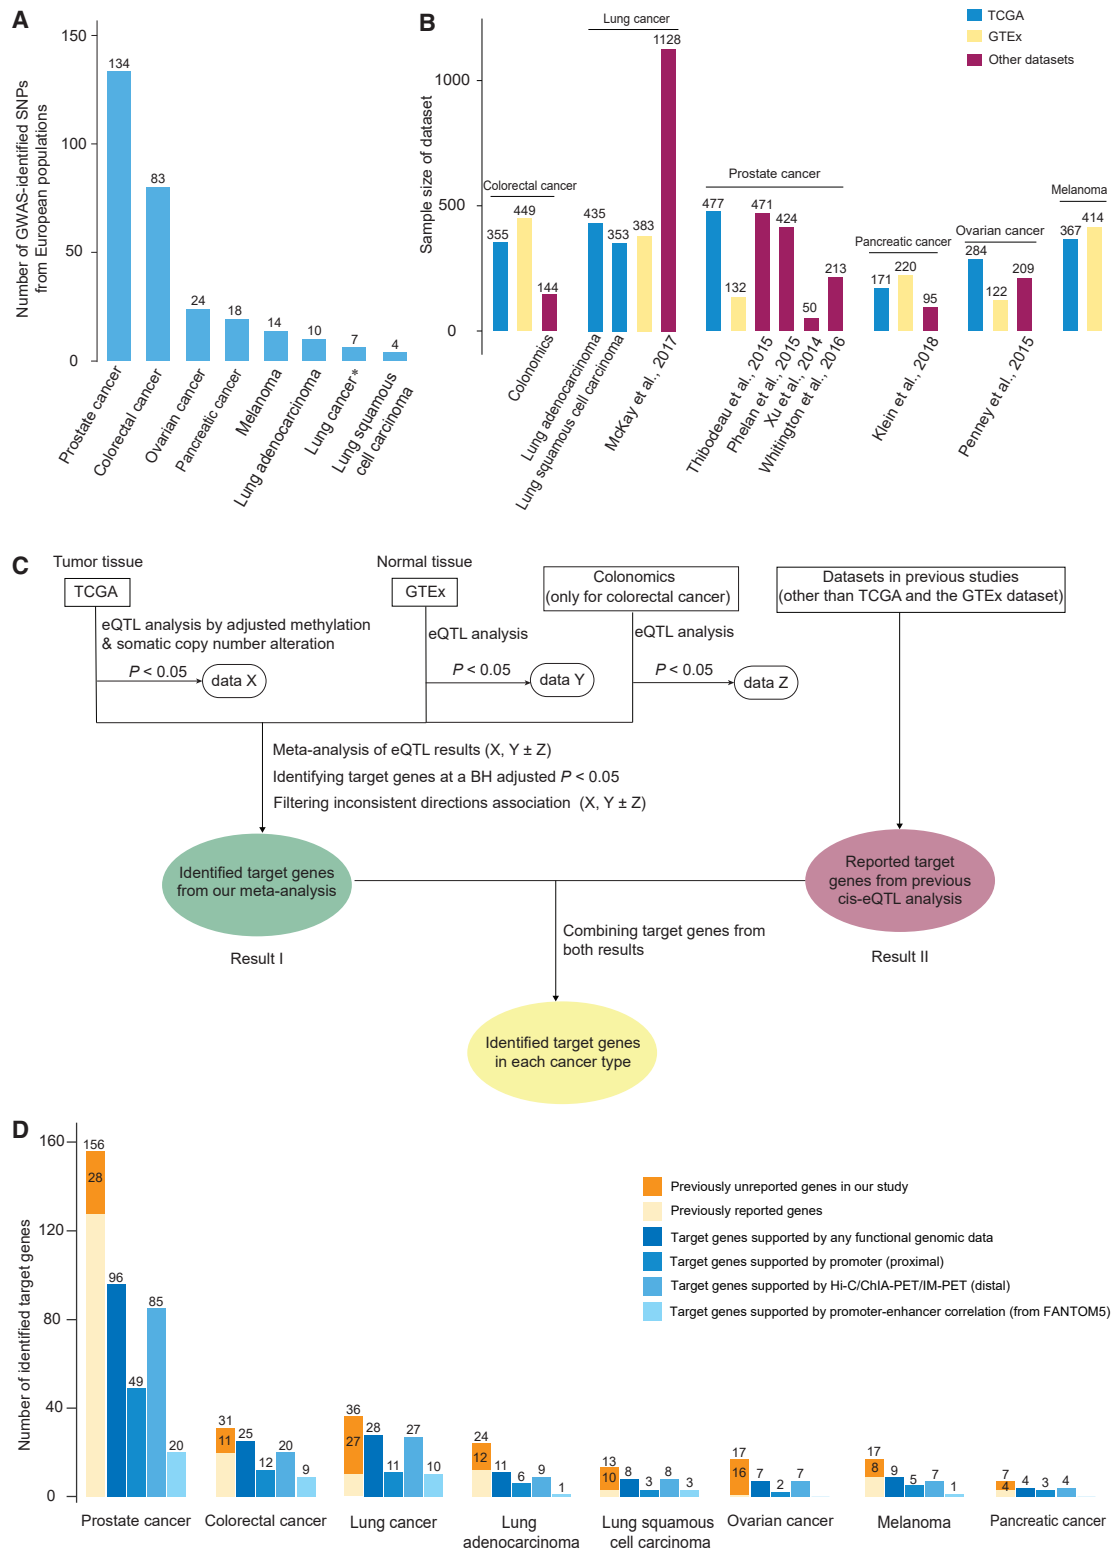 A
Number of GWAS-identified SNPs
from European populations
150
100
50
0
134
83
24
18
14
10
7
4
Prostate cancer
Colorectal cancer
Ovarian cancer
Pancreatic cancer
Melanoma
Lung adenocarcinoma
Lung cancer*
Lung squamous
cell carcinoma
B
TCGA
GTEx
Other datasets
Sample size of dataset
1000
500
0
Colorectal cancer
355
449
144
Colonomics
Lung cancer
435
353
383
1128
Lung adenocarcinoma
Lung squamous cell carcinoma
McKay et al., 2017
Prostate cancer
477
132
471
424
50
213
Thibodeau et al., 2015
Phelan et al., 2015
Xu et al., 2014
Whitington et al., 2016
Pancreatic cancer
171
220
95
Klein et al., 2018
Ovarian cancer
284
122
209
Penney et al., 2015
Melanoma
367
414
C
Tumor tissue
TCGA
eQTL analysis by adjusted methylation
& somatic copy number alteration
P < 0.05
data X
Normal tissue
GTEx
eQTL analysis
P < 0.05
data Y
Colonomics
(only for colorectal cancer)
eQTL analysis
P < 0.05
data Z
Datasets in previous studies
(other than TCGA and the GTEx dataset)
Meta-analysis of eQTL results (X, Y ± Z)
Identifying target genes at a BH adjusted P < 0.05
Filtering inconsistent directions association (X, Y ± Z)
Identified target genes
from our meta-analysis
Result I
Reported target
genes from previous
cis-eQTL analysis
Result II
Combining target genes from
both results
Identified target genes
in each cancer type
D
Number of identified target genes
160
120
80
40
0
Previously unreported genes in our study
Previously reported genes
Target genes supported by any functional genomic data
Target genes supported by promoter (proximal)
Target genes supported by Hi-C/ChIA-PET/IM-PET (distal)
Target genes supported by promoter-enhancer correlation (from FANTOM5)
156
28
96
49
85
20
Prostate cancer
31
11
25
12
20
9
Colorectal cancer
36
27
28
11
27
10
Lung cancer
24
12
11
6
9
1
Lung
adenocarcinoma
13
10
8
3
8
3
Lung squamous
cell carcinoma
17
16
7
2
7
Ovarian cancer
17
8
9
5
7
1
Melanoma
7
4
4
3
4
Pancreatic cancer